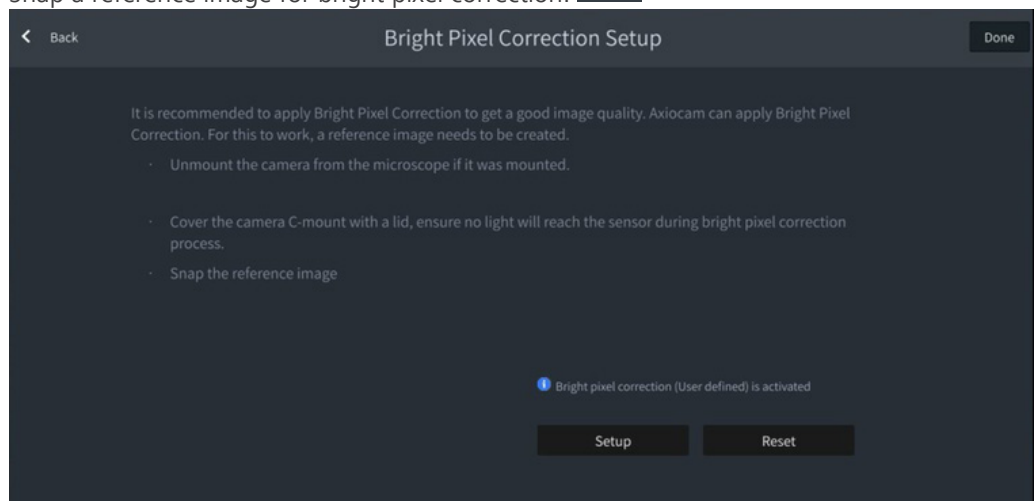 Snap a reference image for bright pixel correction.
Back
Bright Pixel Correction Setup
Done
It is recommended to apply Bright Pixel Correction to get a good image quality. Axiocam can apply Bright Pixel
Correction. For this to work, a reference image needs to be created.
· Unmount the camera from the microscope if it was mounted.
· Cover the camera C-mount with a lid, ensure no light will reach the sensor during bright pixel correction
process.
· Snap the reference image
Bright pixel correction (User defined) is activated
Setup
Reset